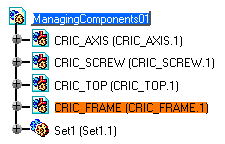 ManagingComponents01
CRIC_AXIS (CRIC_AXIS.1)
CRIC_SCREW (CRIC_SCREW.1)
CRIC_TOP (CRIC_TOP.1)
CRIC_FRAME (CRIC_FRAME.1)
Set1 (Set1.1)